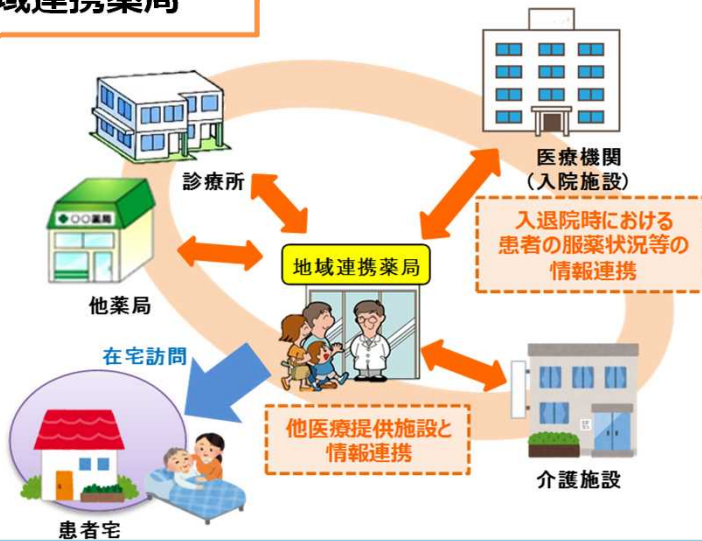 域連携薬局
診療所
医療機関
(入院施設)
○○薬局
他薬局
地域連携薬局
入退院時における
患者の服薬状況等の
情報連携
在宅訪問
他医療提供施設と
情報連携
介護施設
患者宅